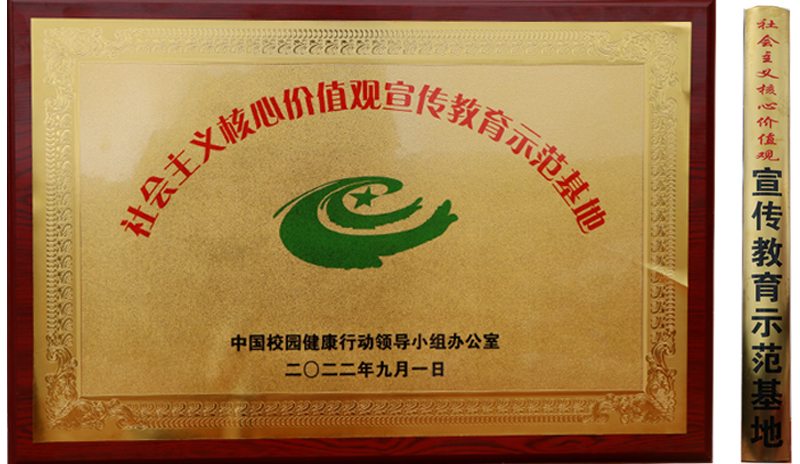 社会主义核心价值观宣传教育示范基地
中国校园健康行动领导小组办公室
二〇二二年九月一日
社会主义核心价值观
宣传教育示范基地